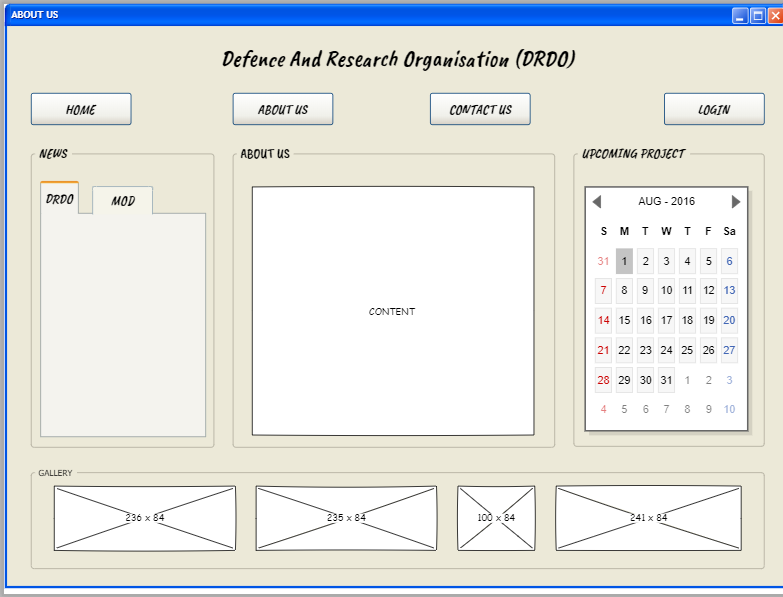 ABOUT US
Defence And Research Organisation (DRDO)
HOME
ABOUT US
CONTACT US
LOGIN
NEWS
DRDO
MOD
ABOUT US
CONTENT
UPCOMING PROJECT
AUG - 2016
S M T W T F Sa
31 1 2 3 4 5 6
7 8 9 10 11 12 13
14 15 16 17 18 19 20
21 22 23 24 25 26 27
28 29 30 31 1 2 3
4 5 6 7 8 9 10
GALLERY
236 x 84
235 x 84
100 x 84
241 x 84